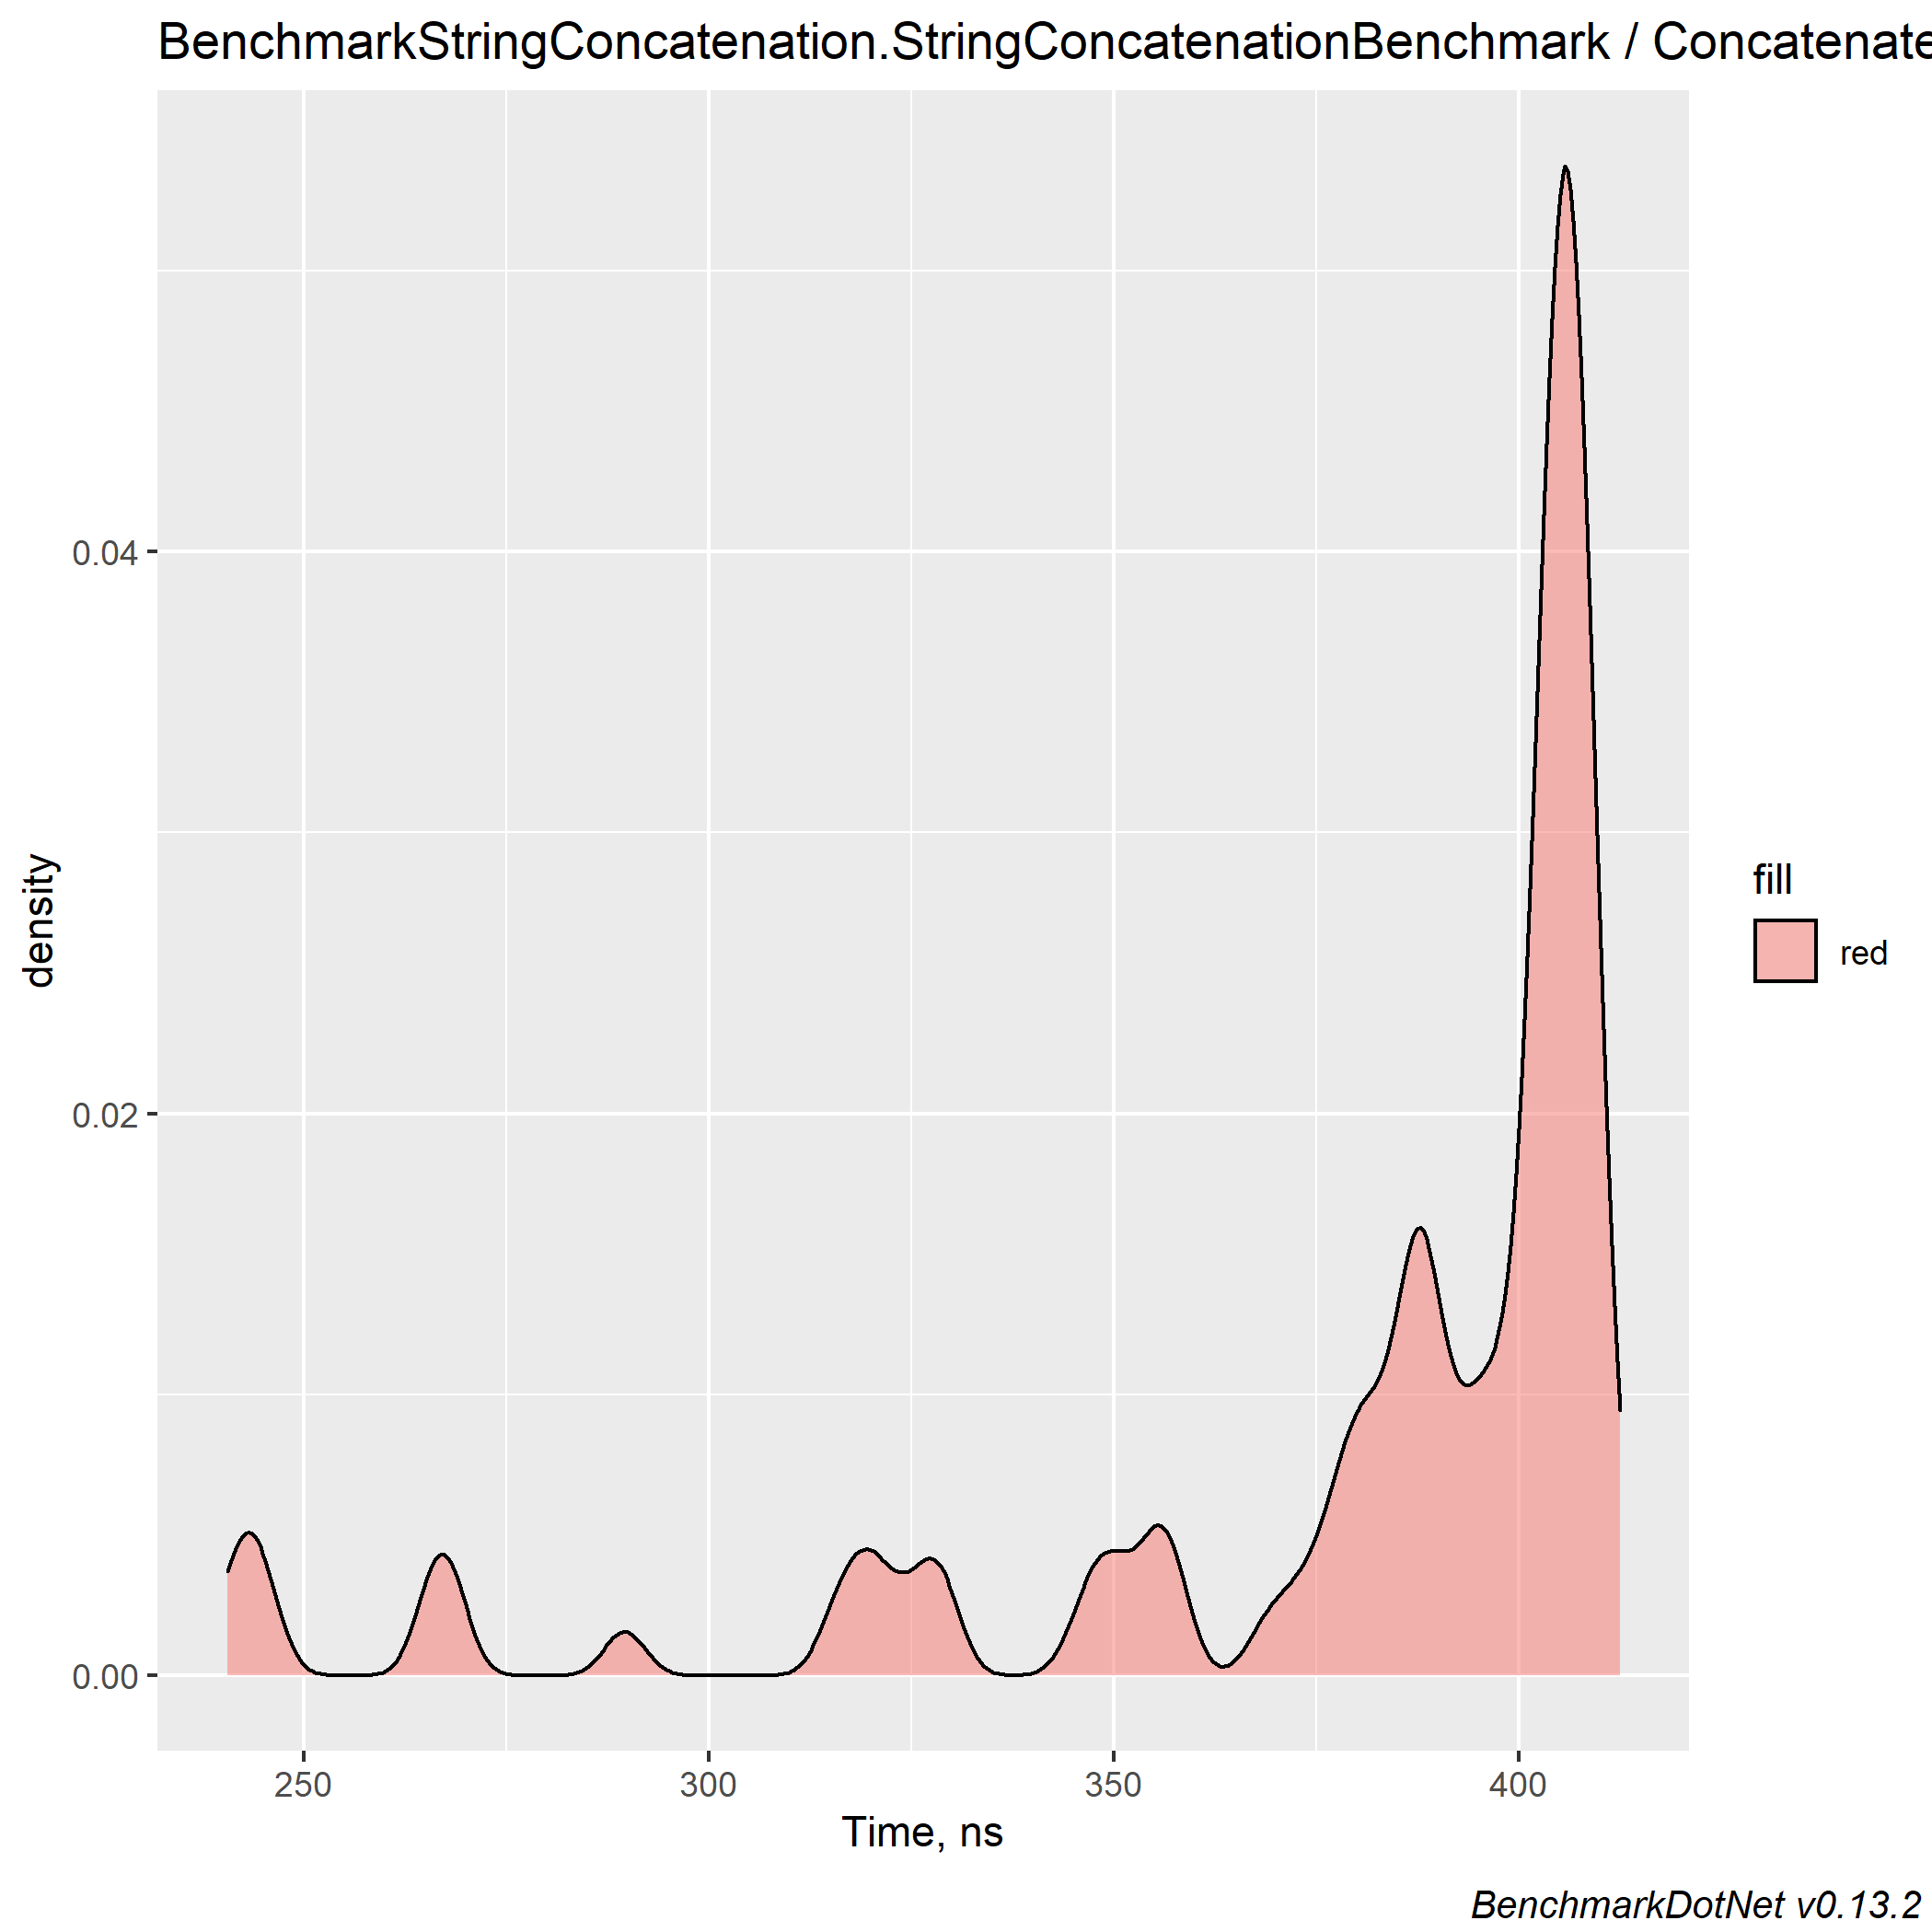 BenchmarkStringConcatenation.StringConcatenationBenchmark / Concatenate
0.04
0.02
0.00
density
250 300 350 400
Time, ns
fill
red
BenchmarkDotNet v0.13.2